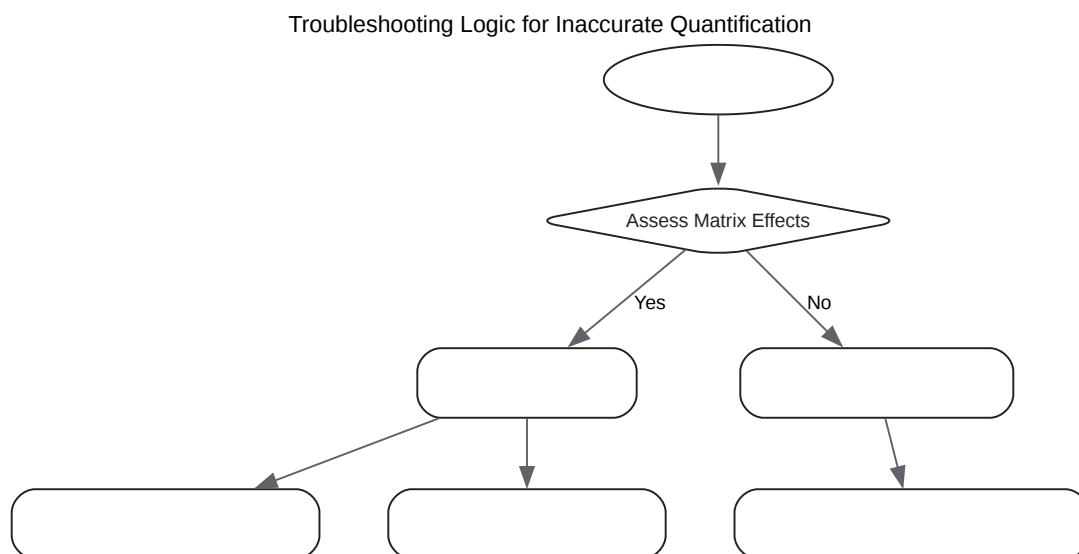 Troubleshooting Logic for Inaccurate Quantification
Assess Matrix Effects
Yes
No